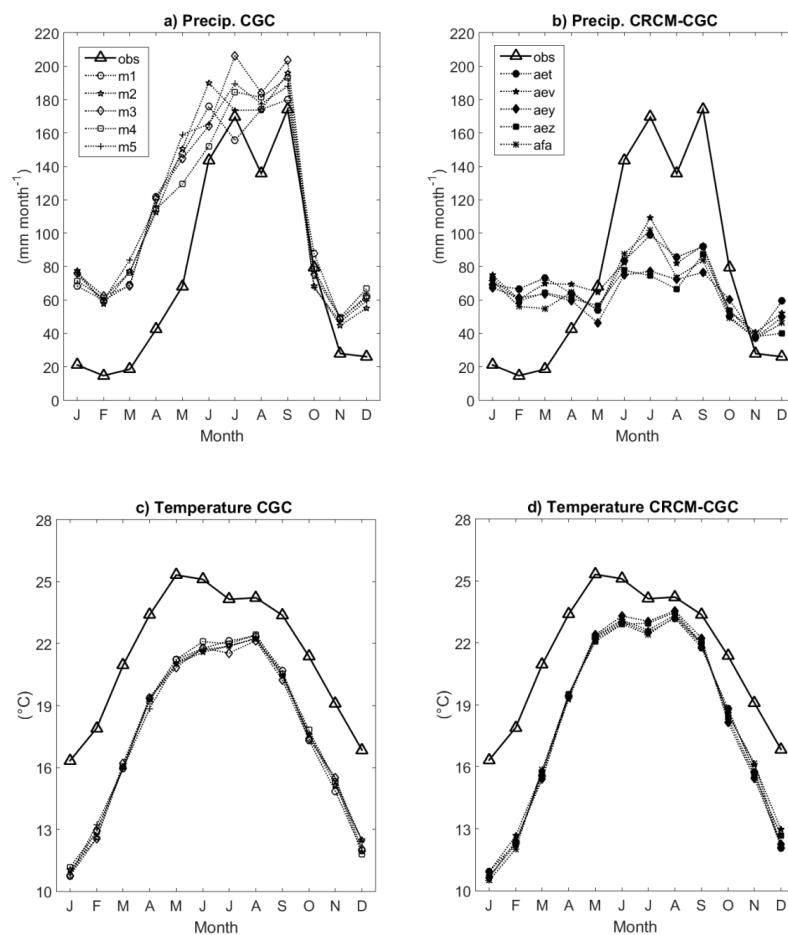 a) Precip. CGC
220
200
180
160
140
120
100
80
60
40
20
0
(mm month⁻¹)
obs
m1
m2
m3
m4
m5
J F M A M J J A S O N D
Month
b) Precip. CRCM-CGC
220
200
180
160
140
120
100
80
60
40
20
0
(mm month⁻¹)
obs
aet
aev
aey
aez
afa
J F M A M J J A S O N D
Month
c) Temperature CGC
28
25
22
19
16
13
10
(°C)
J F M A M J J A S O N D
Month
d) Temperature CRCM-CGC
28
25
22
19
16
13
10
(°C)
J F M A M J J A S O N D
Month